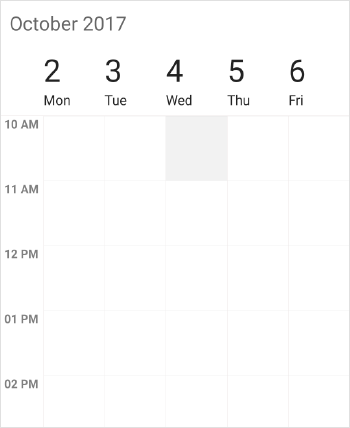 October 2017
2 3 4 5 6
Mon Tue Wed Thu Fri
10 AM
11 AM
12 PM
01 PM
02 PM